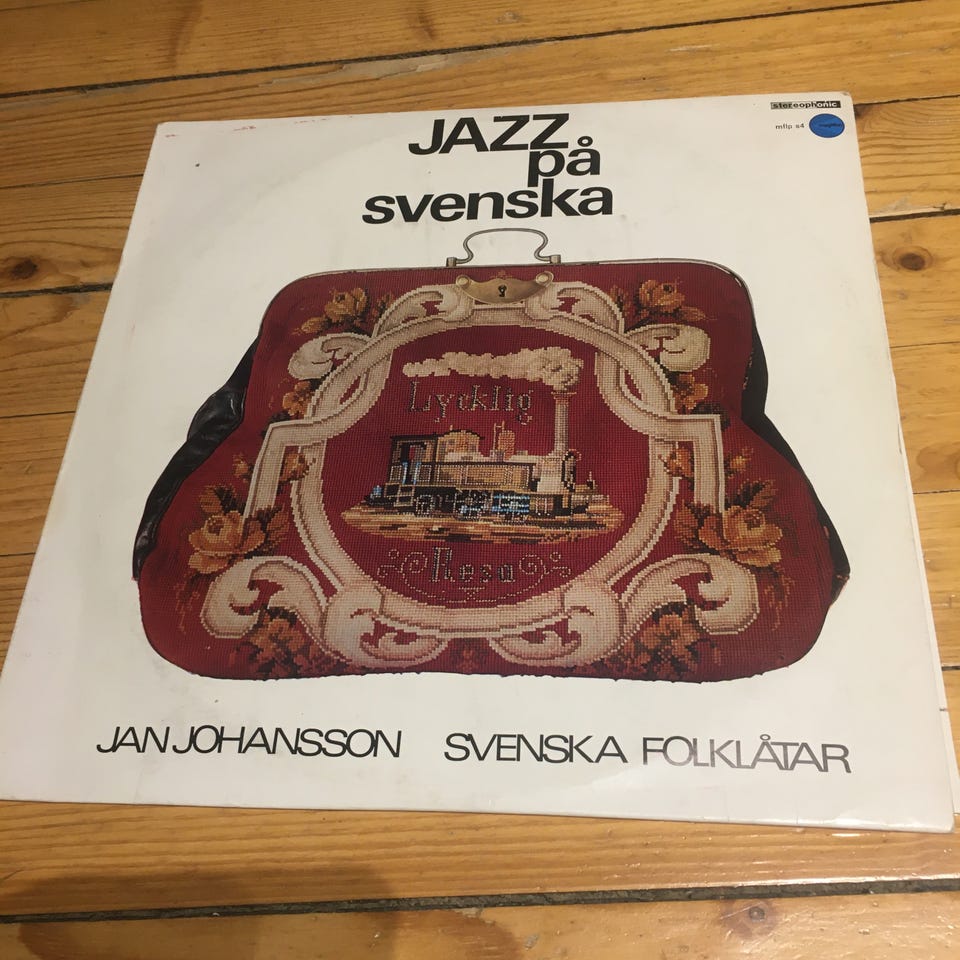 stereophonic
mflp s4
JAZZ
på
svenska
Lycklig
Resa
JAN JOHANSSON SVENSKA FOLKLÅTAR